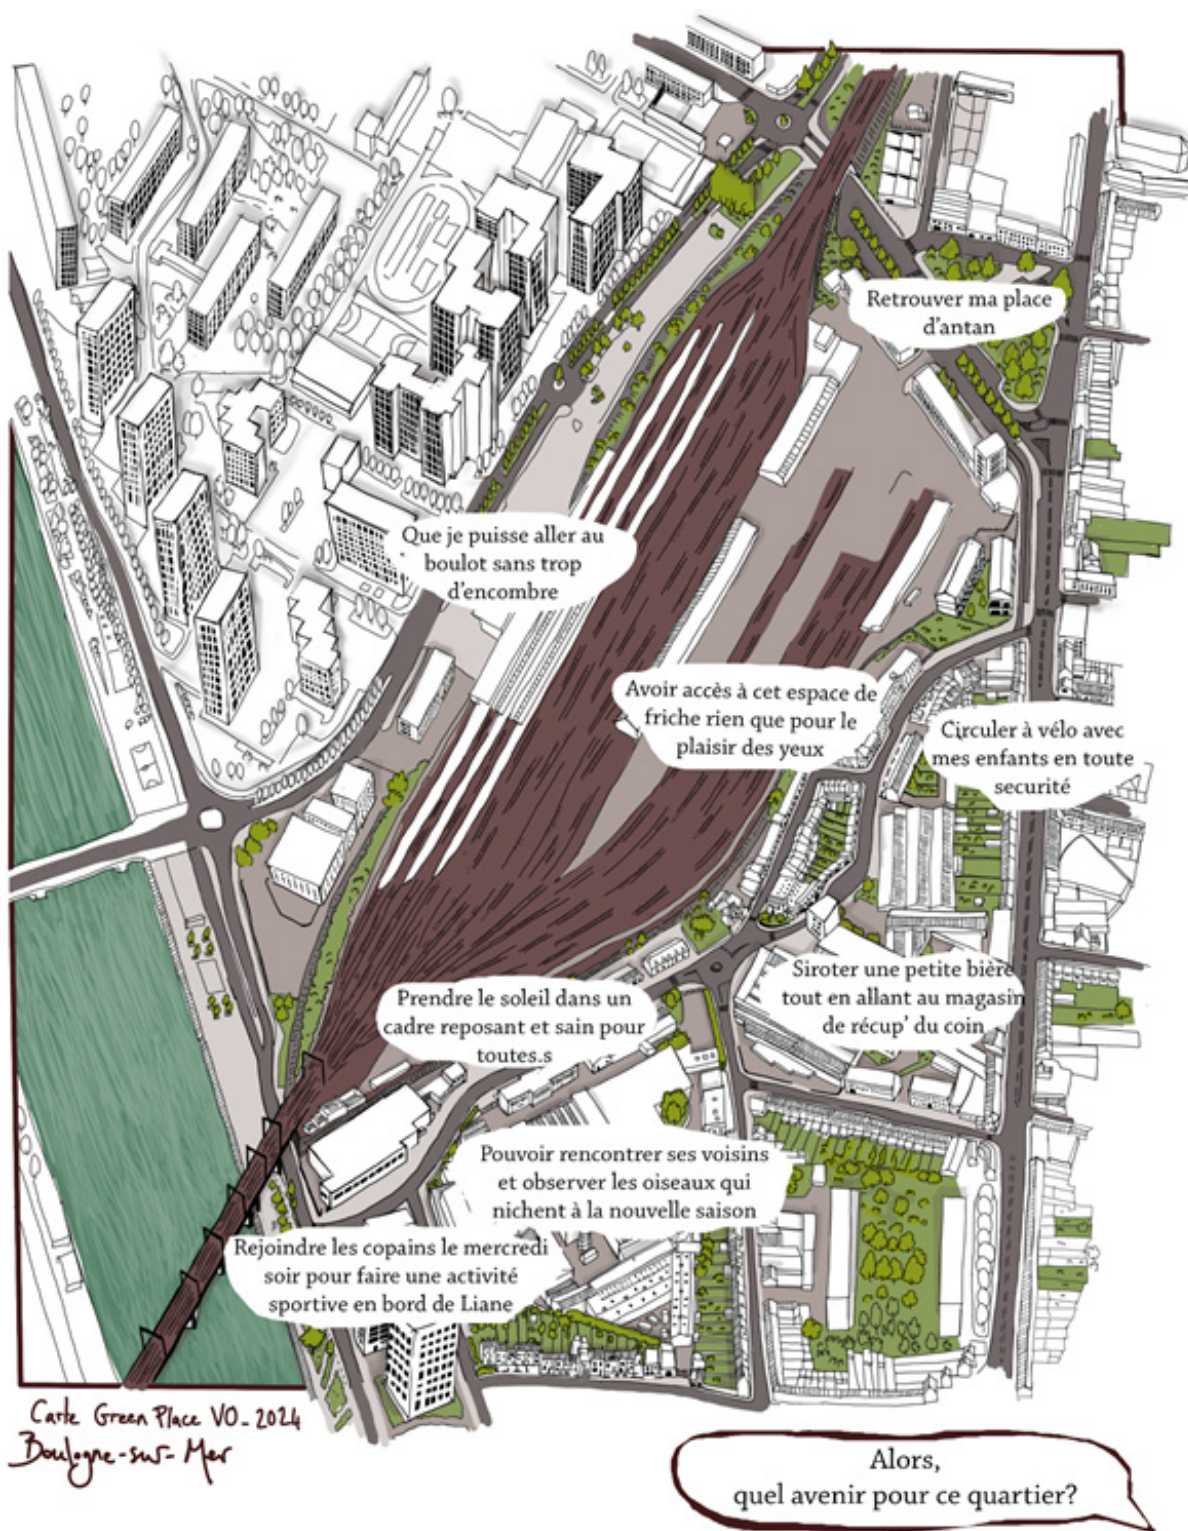 Retrouver ma place
d'antan
Que je puisse aller au
boulot sans trop
d'encombre
Avoir accès à cet espace de
friche rien que pour le
plaisir des yeux
Circuler à vélo avec
mes enfants en toute
securité
Siroter une petite bière
tout en allant au magasin
de récup' du coin
Prendre le soleil dans un
cadre reposant et sain pour
toutes.s
Pouvoir rencontrer ses voisins
et observer les oiseaux qui
nichent à la nouvelle saison
Rejoindre les copains le mercredi
soir pour faire une activité
sportive en bord de Liane
Carte Green Place V0_2024
Boulogne-sur-Mer
Alors,
quel avenir pour ce quartier?